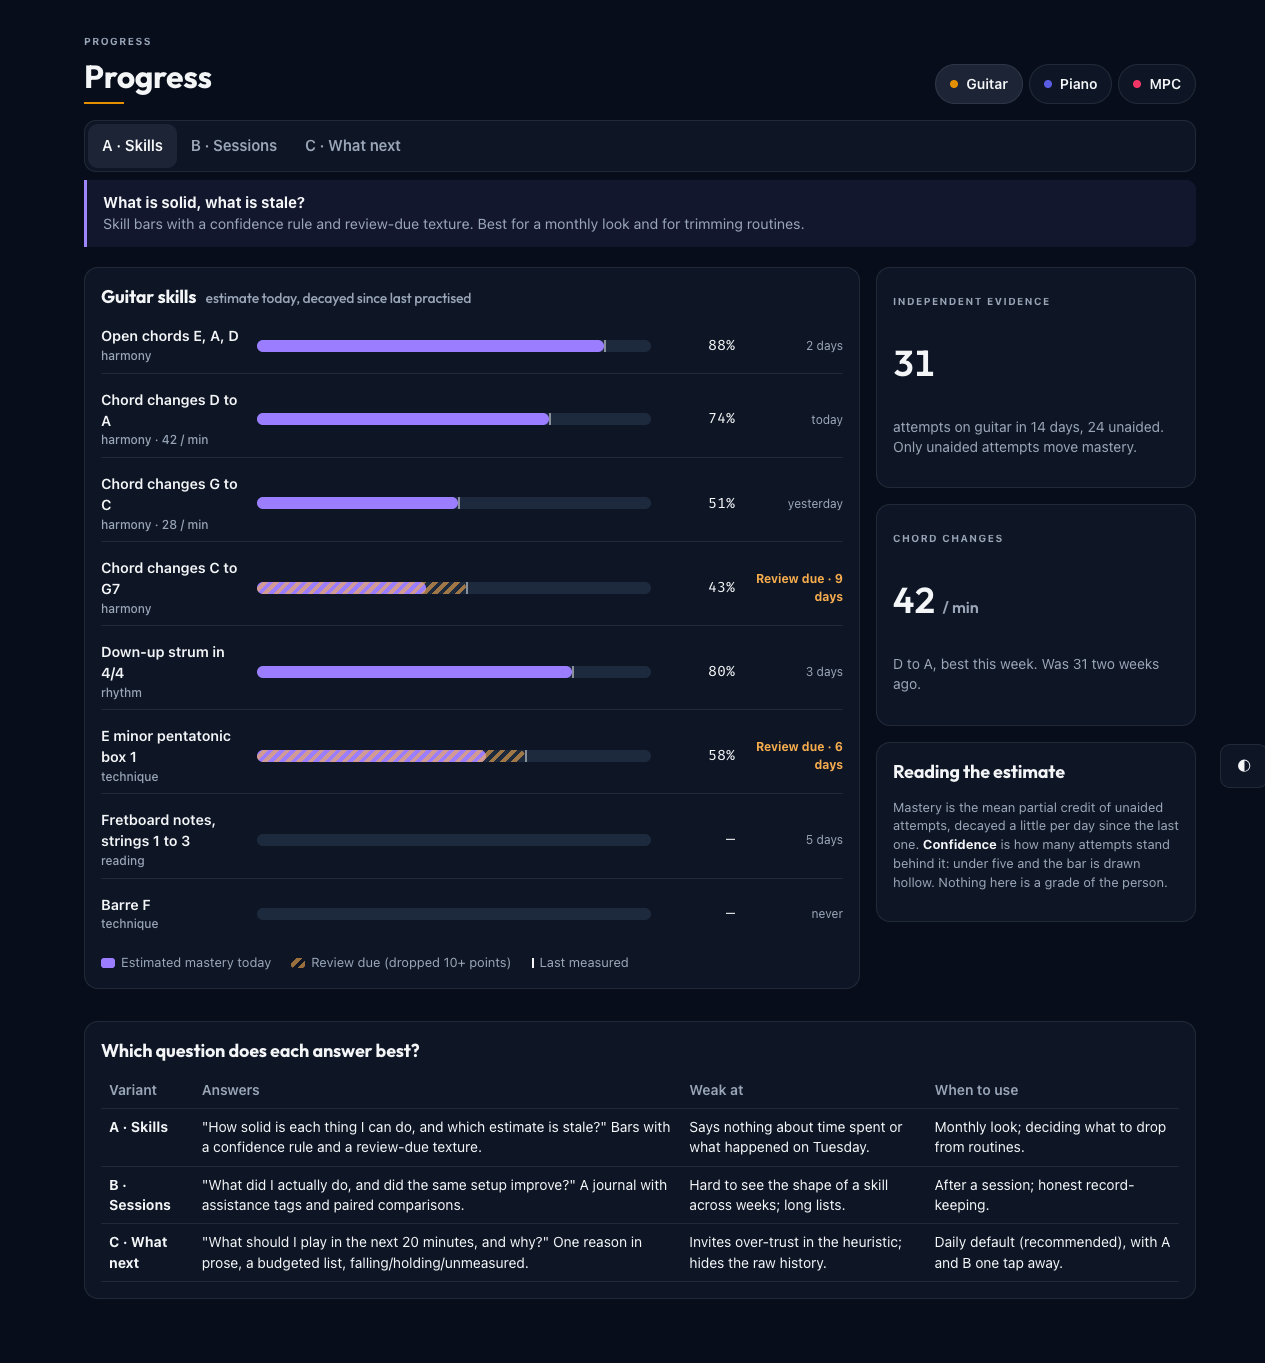 PROGRESS
Progress
Guitar
Piano
MPC
A · Skills
B · Sessions
C · What next
What is solid, what is stale?
Skill bars with a confidence rule and review-due texture. Best for a monthly look and for trimming routines.
Guitar skills estimate today, decayed since last practised
Open chords E, A, D
harmony
88%
2 days
Chord changes D to
A
harmony · 42 / min
74%
today
Chord changes G to
C
harmony · 28 / min
51%
yesterday
Chord changes C to
G7
harmony
43%
Review due · 9
days
Down-up strum in
4/4
rhythm
80%
3 days
E minor pentatonic
box 1
technique
58%
Review due · 6
days
Fretboard notes,
strings 1 to 3
reading
—
5 days
Barre F
technique
—
never
Estimated mastery today
Review due (dropped 10+ points)
Last measured
INDEPENDENT EVIDENCE
31
attempts on guitar in 14 days, 24 unaided.
Only unaided attempts move mastery.
CHORD CHANGES
42 / min
D to A, best this week. Was 31 two weeks
ago.
Reading the estimate
Mastery is the mean partial credit of unaided
attempts, decayed a little per day since the last
one. Confidence is how many attempts stand
behind it: under five and the bar is drawn
hollow. Nothing here is a grade of the person.
Which question does each answer best?
Variant
Answers
Weak at
When to use
A · Skills
"How solid is each thing I can do, and which estimate is stale?" Bars with
a confidence rule and a review-due texture.
Says nothing about time spent or
what happened on Tuesday.
Monthly look; deciding what to drop
from routines.
B ·
Sessions
"What did I actually do, and did the same setup improve?" A journal with
assistance tags and paired comparisons.
Hard to see the shape of a skill
across weeks; long lists.
After a session; honest record-
keeping.
C · What
next
"What should I play in the next 20 minutes, and why?" One reason in
prose, a budgeted list, falling/holding/unmeasured.
Invites over-trust in the heuristic;
hides the raw history.
Daily default (recommended), with A
and B one tap away.